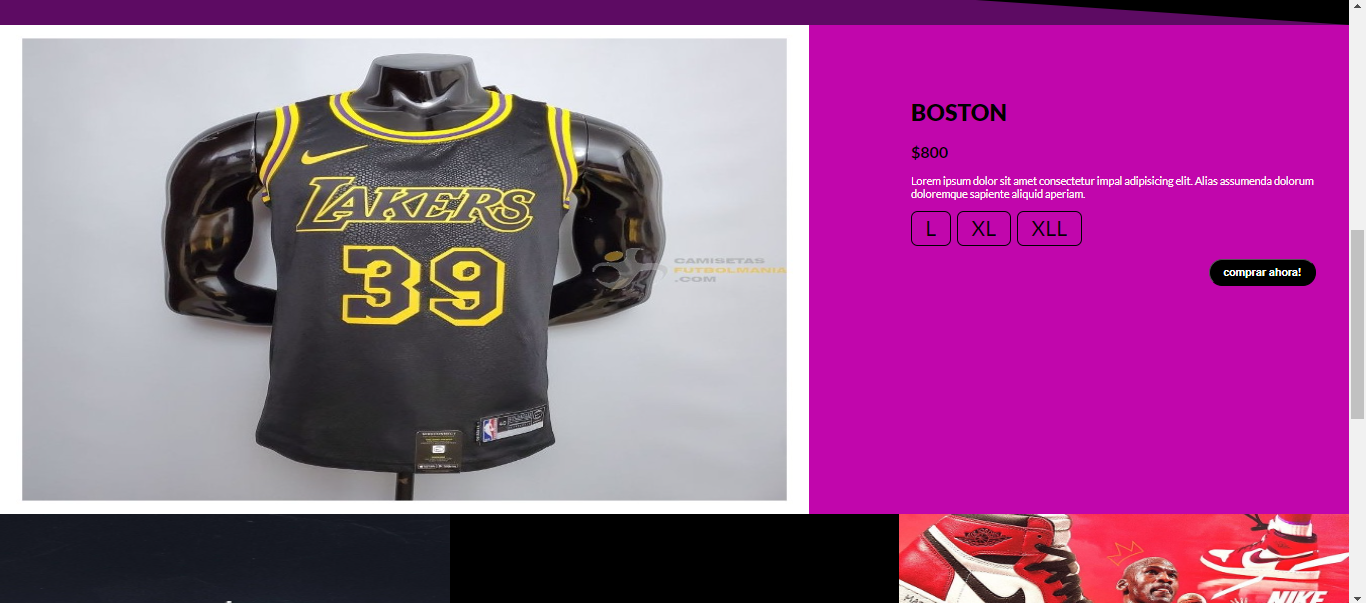 LAKERS
39
CAMISETAS
FUTBOLMANIA
.COM
BOSTON
$800
Lorem ipsum dolor sit amet consectetur impal adipisicing elit. Alias assumenda dolorum
doloremque sapiente aliquid aperiam.
L XL XLL
comprar ahora!
NIKE